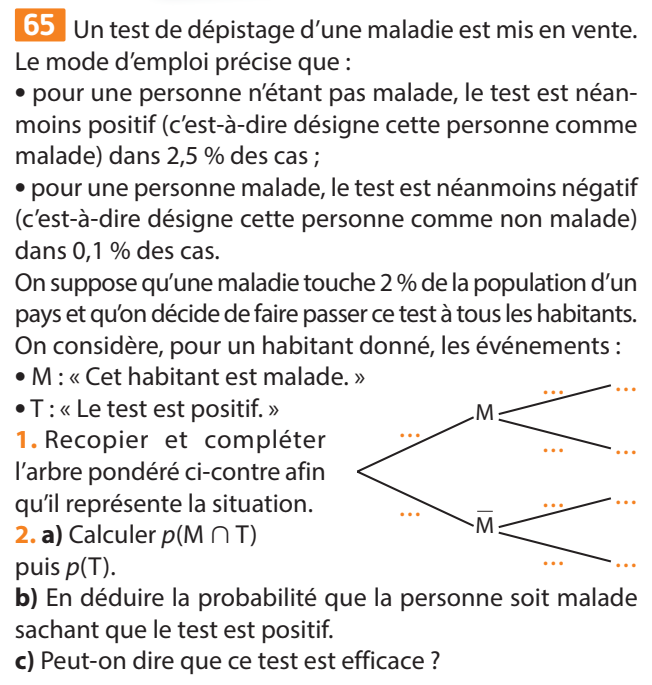 65 Un test de dépistage d'une maladie est mis en vente.
Le mode d'emploi précise que :
• pour une personne n'étant pas malade, le test est néan-
moins positif (c'est-à-dire désigne cette personne comme
malade) dans 2,5 % des cas ;
• pour une personne malade, le test est néanmoins négatif
(c'est-à-dire désigne cette personne comme non malade)
dans 0,1 % des cas.
On suppose qu'une maladie touche 2 % de la population d'un
pays et qu'on décide de faire passer ce test à tous les habitants.
On considère, pour un habitant donné, les événements :
• M : « Cet habitant est malade. »
• T : « Le test est positif. »
1. Recopier et compléter
l'arbre pondéré ci-contre afin
qu'il représente la situation.
2. a) Calculer p(M ∩ T)
puis p(T).
... M ... ...
... ...
... M̅ ... ...
... ...
b) En déduire la probabilité que la personne soit malade
sachant que le test est positif.
c) Peut-on dire que ce test est efficace ?